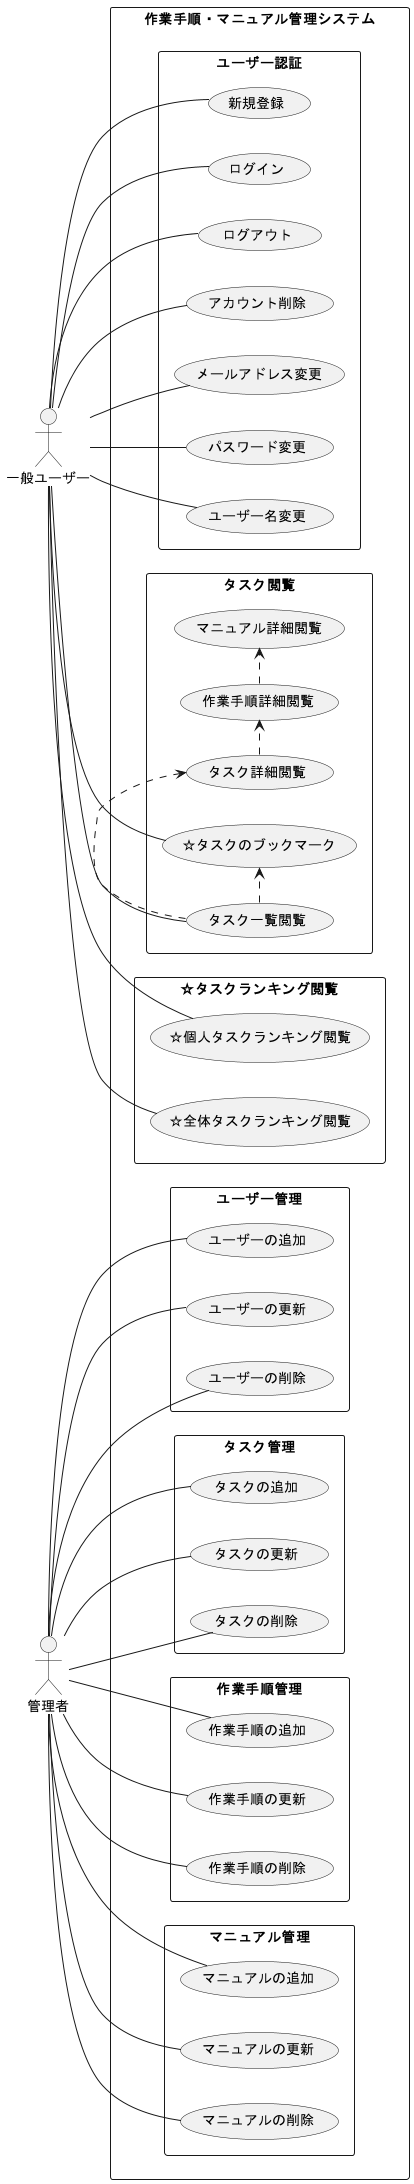 作業手順・マニュアル管理システム
ユーザー認証
新規登録
ログイン
ログアウト
アカウント削除
メールアドレス変更
パスワード変更
ユーザー名変更
一般ユーザー
タスク閲覧
マニュアル詳細閲覧
作業手順詳細閲覧
タスク詳細閲覧
☆タスクのブックマーク
タスク一覧閲覧
☆タスクランキング閲覧
☆個人タスクランキング閲覧
☆全体タスクランキング閲覧
ユーザー管理
ユーザーの追加
ユーザーの更新
ユーザーの削除
タスク管理
タスクの追加
タスクの更新
タスクの削除
管理者
作業手順管理
作業手順の追加
作業手順の更新
作業手順の削除
マニュアル管理
マニュアルの追加
マニュアルの更新
マニュアルの削除